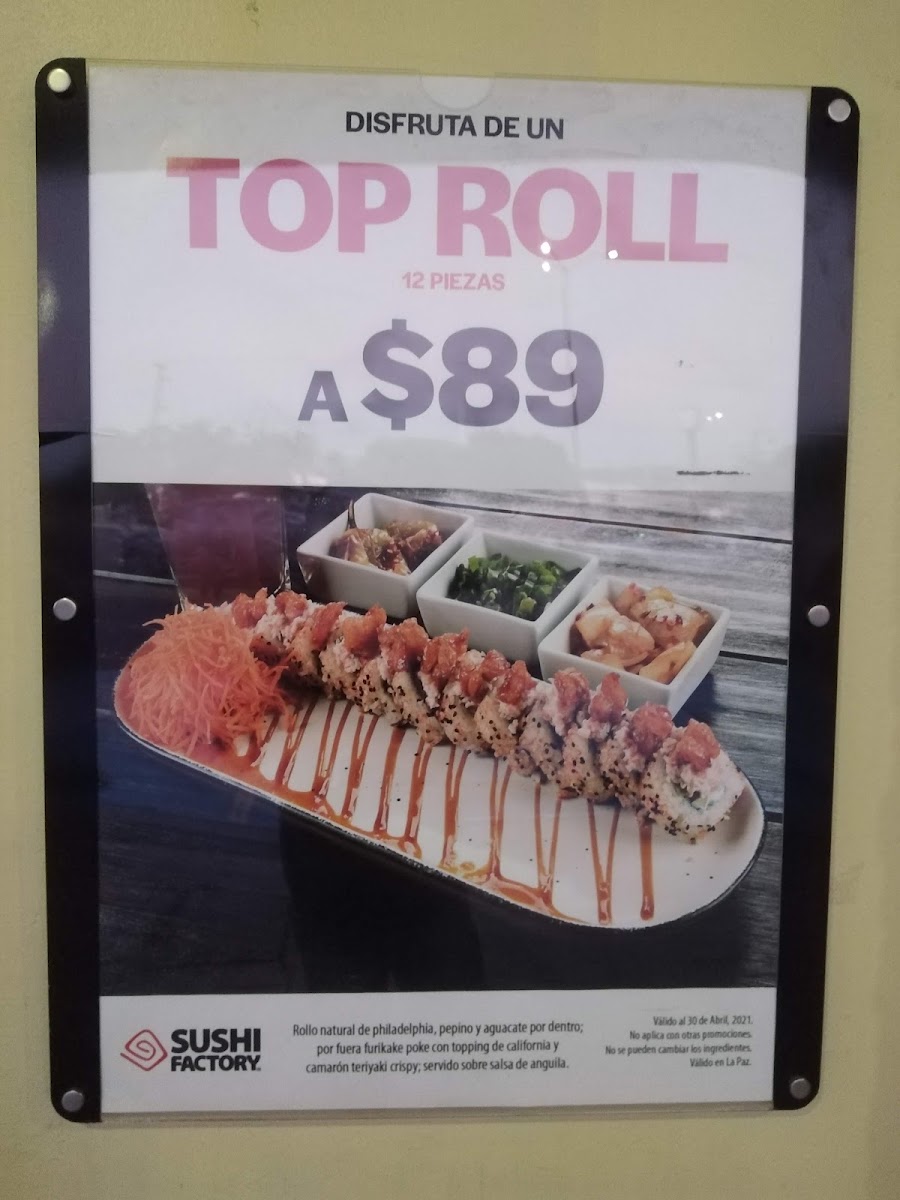 DISFRUTA DE UN
TOP ROLL
12 PIEZAS
A $89
SUSHI
FACTORY
Rollo natural de philadelphia, pepino y aguacate por dentro;
por fuera furikake poke con topping de california y
camarón teriyaki crispy; servido sobre salsa de anguila.
Válido al 30 de Abril, 2021.
No aplica con otras promociones.
No se pueden cambiar los ingredientes.
Válido en La Paz.